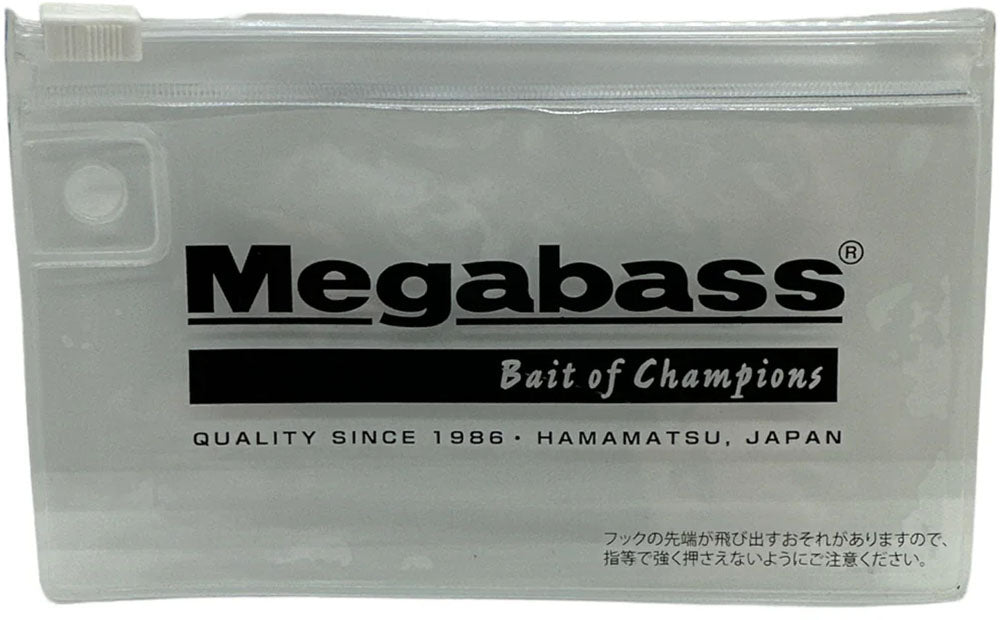 Megabass®
Bait of Champions
QUALITY SINCE 1986・HAMAMATSU, JAPAN
フックの先端が飛び出すおそれがありますので、
指等で強く押さえないようにご注意ください。